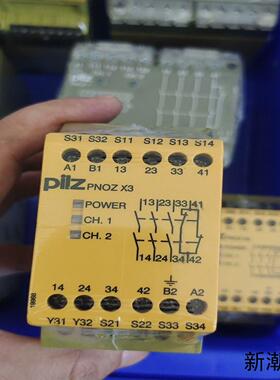 S31 S32 S11 S12 S13 S14
A1 B1 13 23 33 41
pilz PNOZ X3
POWER
CH. 1
CH. 2
13 23 33 41
14 24 34 42
14 24 34 42 B2 A2
Y31 Y32 S21 S22 S33 S34
新潮